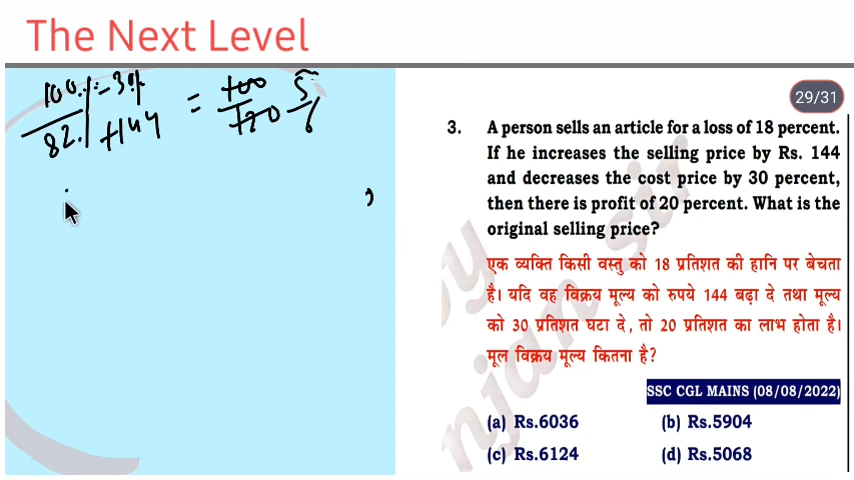 The Next Level
100% -30% = 100 5
82% +144 120 6
29/31
3. A person sells an article for a loss of 18 percent.
If he increases the selling price by Rs. 144
and decreases the cost price by 30 percent,
then there is profit of 20 percent. What is the
original selling price?
एक व्यक्ति किसी वस्तु को 18 प्रतिशत की हानि पर बेचता
है। यदि वह विक्रय मूल्य को रुपये 144 बढ़ा दे तथा मूल्य
को 30 प्रतिशत घटा दे, तो 20 प्रतिशत का लाभ होता है।
मूल विक्रय मूल्य कितना है?
SSC CGL MAINS (08/08/2022)
(a) Rs.6036 (b) Rs.5904
(c) Rs.6124 (d) Rs.5068